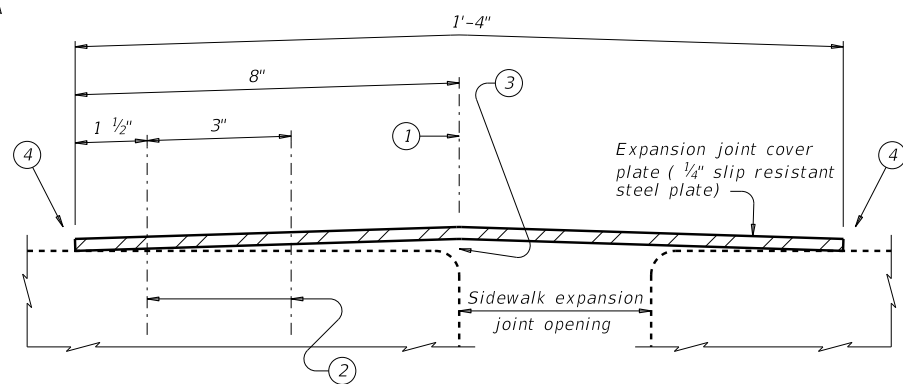 1'-4"
8"
3
1 ½"
3"
1
4
4
Expansion joint cover
plate ( ¼" slip resistant
steel plate)
Sidewalk expansion
joint opening
2